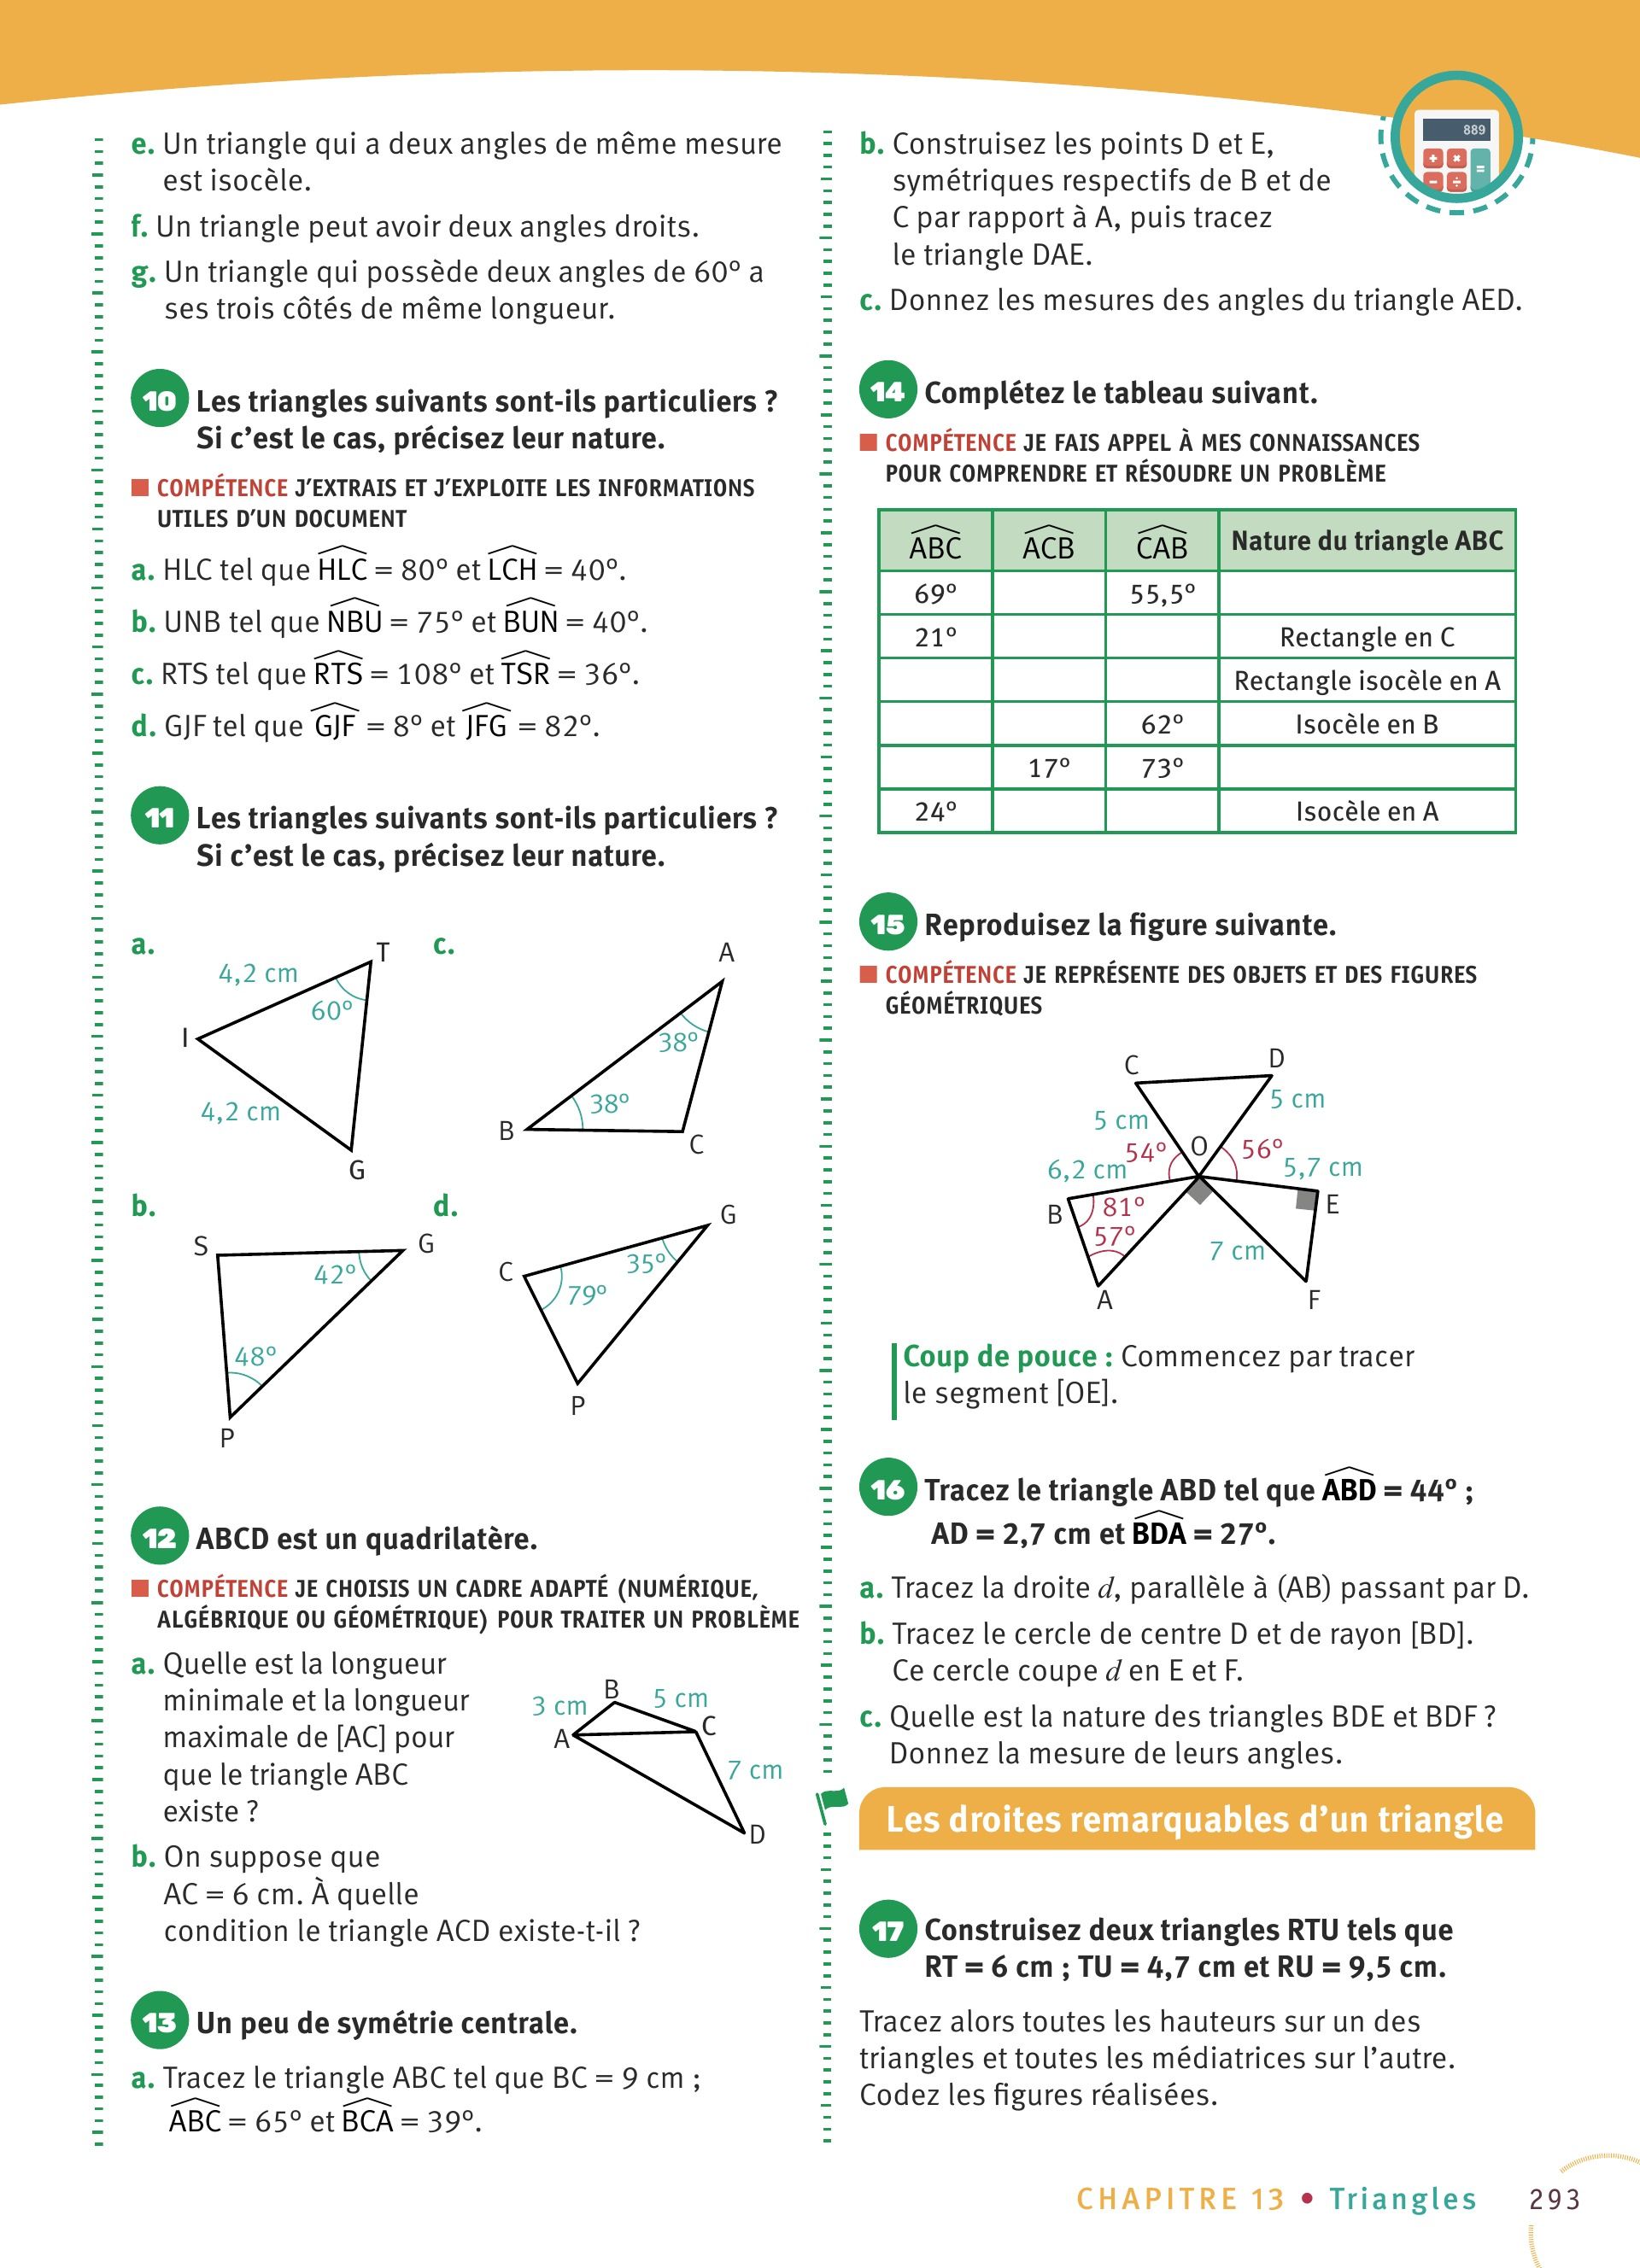 e. Un triangle qui a deux angles de même mesure
est isocèle.
f. Un triangle peut avoir deux angles droits.
g. Un triangle qui possède deux angles de 60° a
ses trois côtés de même longueur.
10 Les triangles suivants sont-ils particuliers ?
Si c’est le cas, précisez leur nature.
COMPÉTENCE J’EXTRAIS ET J’EXPLOITE LES INFORMATIONS
UTILES D’UN DOCUMENT
a. HLC tel que HLC = 80° et LCH = 40°.
b. UNB tel que NBU = 75° et BUN = 40°.
c. RTS tel que RTS = 108° et TSR = 36°.
d. GJF tel que GJF = 8° et JFG = 82°.
11 Les triangles suivants sont-ils particuliers ?
Si c’est le cas, précisez leur nature.
a.
T
4,2 cm
60°
I
4,2 cm
G
c.
A
38°
38°
B
C
b.
S
G
42°
48°
P
d.
G
C
35°
79°
P
12 ABCD est un quadrilatère.
COMPÉTENCE JE CHOISIS UN CADRE ADAPTÉ (NUMÉRIQUE,
ALGÉBRIQUE OU GÉOMÉTRIQUE) POUR TRAITER UN PROBLÈME
a. Quelle est la longueur
minimale et la longueur
maximale de [AC] pour
que le triangle ABC
existe ?
B
3 cm
5 cm
A
C
7 cm
D
b. On suppose que
AC = 6 cm. À quelle
condition le triangle ACD existe-t-il ?
13 Un peu de symétrie centrale.
a. Tracez le triangle ABC tel que BC = 9 cm ;
ABC = 65° et BCA = 39°.
889
b. Construisez les points D et E,
symétriques respectifs de B et de
C par rapport à A, puis tracez
le triangle DAE.
c. Donnez les mesures des angles du triangle AED.
14 Complétez le tableau suivant.
COMPÉTENCE JE FAIS APPEL À MES CONNAISSANCES
POUR COMPRENDRE ET RÉSOUDRE UN PROBLÈME
ABC ACB CAB Nature du triangle ABC
69° 55,5°
21° Rectangle en C
Rectangle isocèle en A
62° Isocèle en B
17° 73°
24° Isocèle en A
15 Reproduisez la figure suivante.
COMPÉTENCE JE REPRÉSENTE DES OBJETS ET DES FIGURES
GÉOMÉTRIQUES
C
D
5 cm
5 cm
54°
O
56°
6,2 cm
5,7 cm
B
81°
E
57°
7 cm
A
F
Coup de pouce : Commencez par tracer
le segment [OE].
16 Tracez le triangle ABD tel que ABD = 44° ;
AD = 2,7 cm et BDA = 27°.
a. Tracez la droite d, parallèle à (AB) passant par D.
b. Tracez le cercle de centre D et de rayon [BD].
Ce cercle coupe d en E et F.
c. Quelle est la nature des triangles BDE et BDF ?
Donnez la mesure de leurs angles.
Les droites remarquables d’un triangle
17 Construisez deux triangles RTU tels que
RT = 6 cm ; TU = 4,7 cm et RU = 9,5 cm.
Tracez alors toutes les hauteurs sur un des
triangles et toutes les médiatrices sur l’autre.
Codez les figures réalisées.
CHAPITRE 13 • Triangles 293